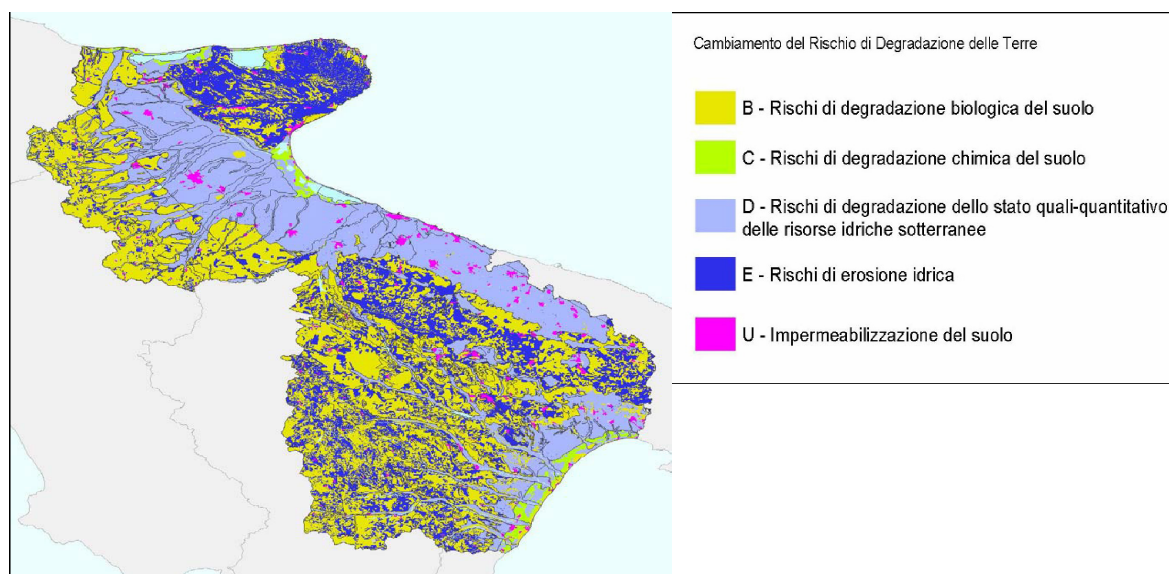 Cambiamento del Rischio di Degradazione delle Terre
B - Rischi di degradazione biologica del suolo
C - Rischi di degradazione chimica del suolo
D - Rischi di degradazione dello stato quali-quantitativo
delle risorse idriche sotterranee
E - Rischi di erosione idrica
U - Impermeabilizzazione del suolo